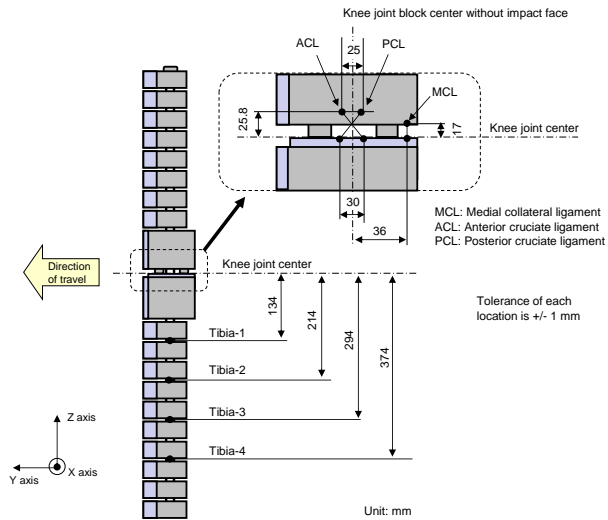 Knee joint block center without impact face
ACL
25
PCL
MCL
25.8
17
Knee joint center
30
36
MCL: Medial collateral ligament
ACL: Anterior cruciate ligament
PCL: Posterior cruciate ligament
Direction
of travel
Knee joint center
134
214
294
374
Tolerance of each
location is +/- 1 mm
Tibia-1
Tibia-2
Tibia-3
Tibia-4
Z axis
Y axis
X axis
Unit: mm